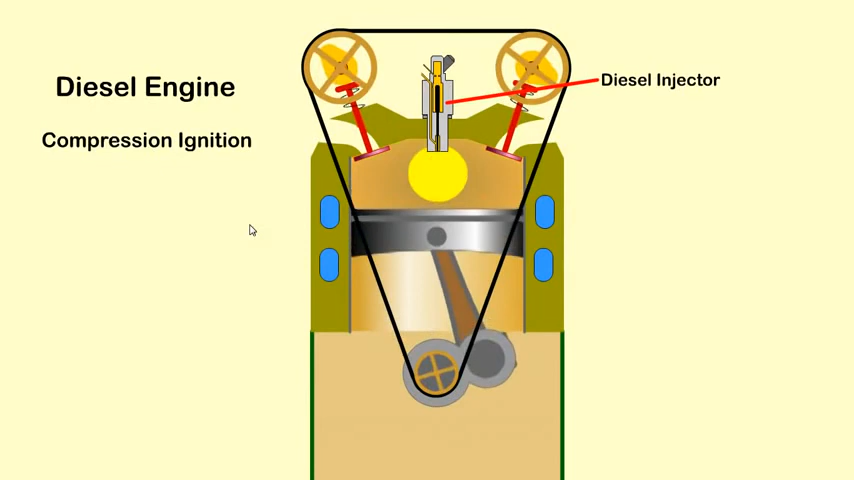 Diesel Engine
Compression Ignition
Diesel Injector